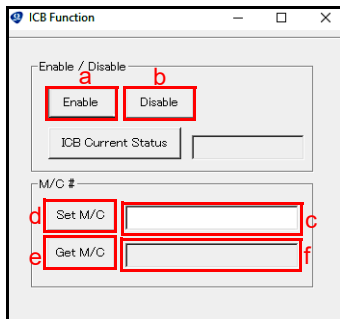 ICB Function
Enable / Disable
a b
Enable Disable
ICB Current Status
M/C #
d Set M/C c
e Get M/C f